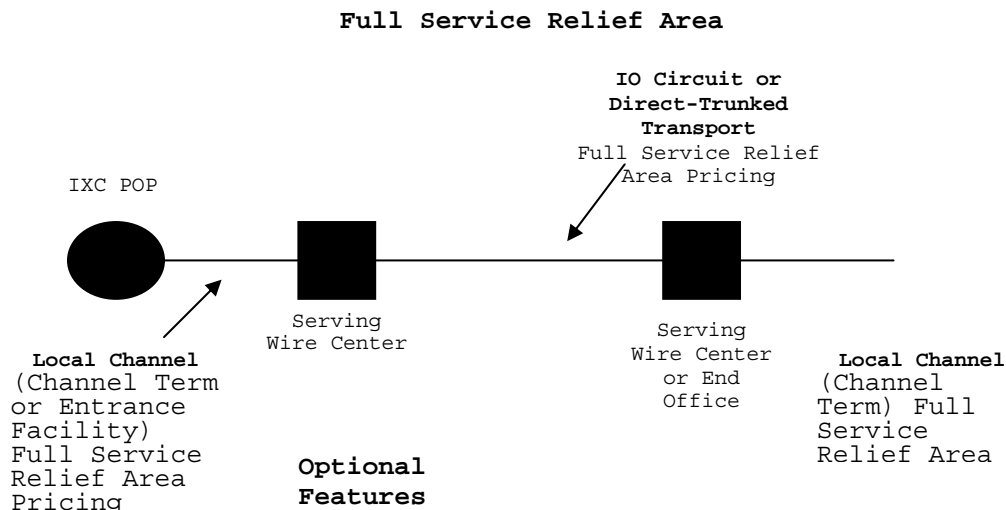 Full Service Relief Area
IO Circuit or
Direct-Trunked
Transport
Full Service Relief
Area Pricing
IXC POP
Serving
Wire Center
Serving
Wire Center
or End
Office
Local Channel
(Channel Term
or Entrance
Facility)
Full Service
Relief Area
Pricing
Local Channel
(Channel
Term) Full
Service
Relief Area
Optional
Features